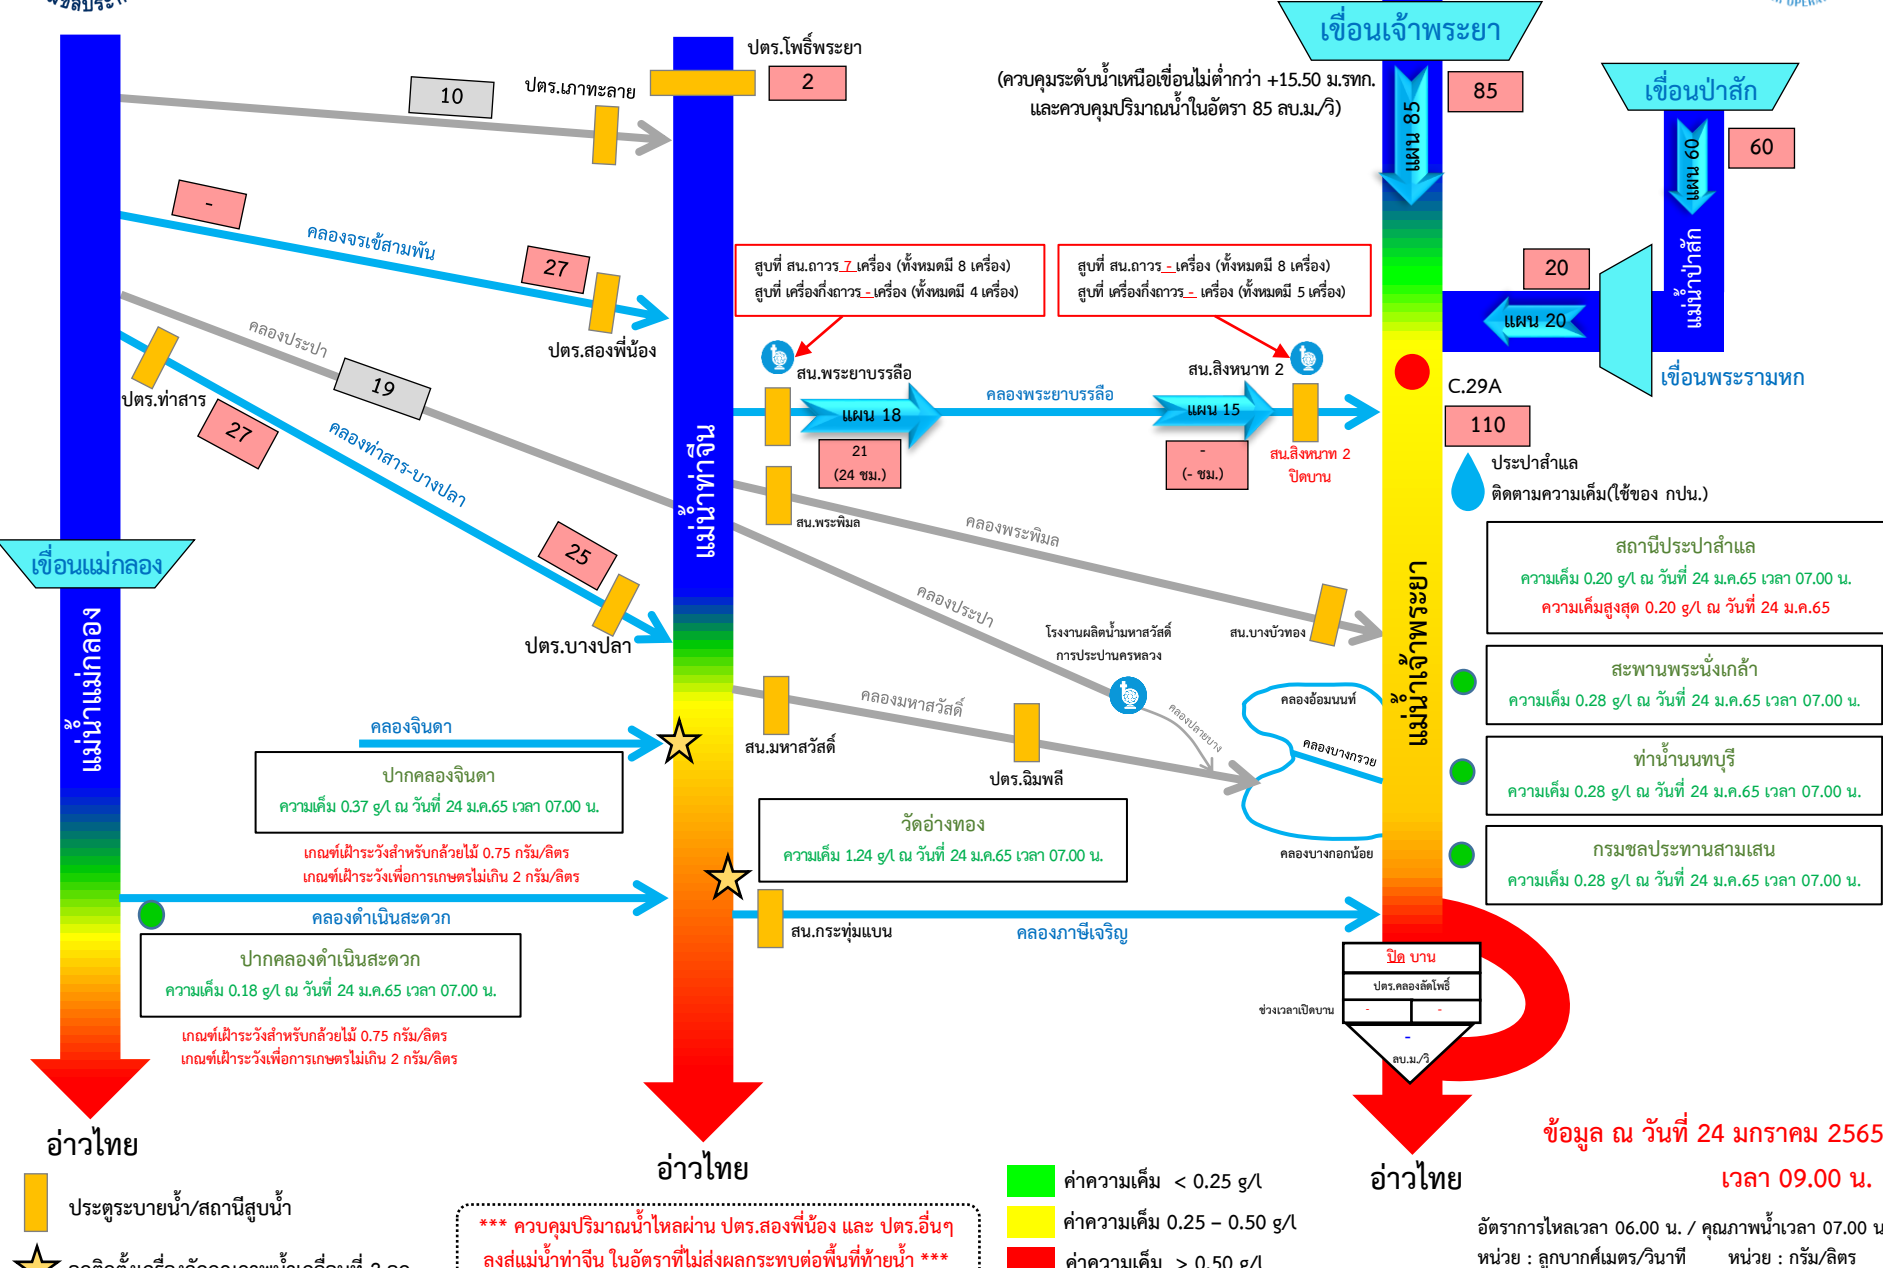 เขื่อนเจ้าพระยา
ปตร.โพธิ์พระยา
2
(ควบคุมระดับน้ำเหนือเขื่อนไม่ต่ำกว่า +15.50 ม.รทก.
และควบคุมปริมาณน้ำในอัตรา 85 ลบ.ม./วิ)
แผน 85
85
เขื่อนป่าสัก
แผน 60
60
แม่น้ำป่าสัก
10
ปตร.เภาทะลาย
-
คลองจรเข้สามพัน
27
ปตร.สองพี่น้อง
สูบที่ สน.ถาวร 7 เครื่อง (ทั้งหมดมี 8 เครื่อง)
สูบที่ เครื่องกึ่งถาวร - เครื่อง (ทั้งหมดมี 4 เครื่อง)
สูบที่ สน.ถาวร - เครื่อง (ทั้งหมดมี 8 เครื่อง)
สูบที่ เครื่องกึ่งถาวร - เครื่อง (ทั้งหมดมี 5 เครื่อง)
20
แผน 20
เขื่อนพระรามหก
คลองประปา
19
ปตร.ท่าสาร
27
คลองท่าสาร-บางปลา
25
ปตร.บางปลา
สน.พระยาบรรลือ
แผน 18
21
(24 ชม.)
คลองพระยาบรรลือ
สน.สิงหนาท 2
แผน 15
-
(- ชม.)
สน.สิงหนาท 2
ปิดบาน
C.29A
110
ประปาสำแล
ติดตามความเค็ม(ใช้ของ กปน.)
สน.พระพิมล
คลองพระพิมล
สน.บางบัวทอง
แม่น้ำท่าจีน
เขื่อนแม่กลอง
แม่น้ำแม่กลอง
แม่น้ำเจ้าพระยา
สถานีประปาสำแล
ความเค็ม 0.20 g/l ณ วันที่ 24 ม.ค.65 เวลา 07.00 น.
ความเค็มสูงสุด 0.20 g/l ณ วันที่ 24 ม.ค.65
สะพานพระนั่งเกล้า
ความเค็ม 0.28 g/l ณ วันที่ 24 ม.ค.65 เวลา 07.00 น.
ท่าน้ำนนทบุรี
ความเค็ม 0.28 g/l ณ วันที่ 24 ม.ค.65 เวลา 07.00 น.
กรมชลประทานสามเสน
ความเค็ม 0.28 g/l ณ วันที่ 24 ม.ค.65 เวลา 07.00 น.
คลองประปา
โรงงานผลิตน้ำมหาสวัสดิ์
การประปานครหลวง
คลองปลายบาง
คลองอ้อมนนท์
คลองบางกรวย
คลองบางกอกน้อย
คลองมหาสวัสดิ์
สน.มหาสวัสดิ์
ปตร.ฉิมพลี
คลองจินดา
ปากคลองจินดา
ความเค็ม 0.37 g/l ณ วันที่ 24 ม.ค.65 เวลา 07.00 น.
เกณฑ์เฝ้าระวังสำหรับกล้วยไม้ 0.75 กรัม/ลิตร
เกณฑ์เฝ้าระวังเพื่อการเกษตรไม่เกิน 2 กรัม/ลิตร
วัดอ่างทอง
ความเค็ม 1.24 g/l ณ วันที่ 24 ม.ค.65 เวลา 07.00 น.
คลองดำเนินสะดวก
ปากคลองดำเนินสะดวก
ความเค็ม 0.18 g/l ณ วันที่ 24 ม.ค.65 เวลา 07.00 น.
เกณฑ์เฝ้าระวังสำหรับกล้วยไม้ 0.75 กรัม/ลิตร
เกณฑ์เฝ้าระวังเพื่อการเกษตรไม่เกิน 2 กรัม/ลิตร
สน.กระทุ่มแบน
คลองภาษีเจริญ
ปิด บาน
ปตร.คลองลัดโพธิ์
ช่วงเวลาเปิดบาน
-
-
-
ลบ.ม./วิ
อ่าวไทย
อ่าวไทย
อ่าวไทย
ข้อมูล ณ วันที่ 24 มกราคม 2565
เวลา 09.00 น.
ประตูระบายน้ำ/สถานีสูบน้ำ
*** ควบคุมปริมาณน้ำไหลผ่าน ปตร.สองพี่น้อง และ ปตร.อื่นๆ
ลงสู่แม่น้ำท่าจีน ในอัตราที่ไม่ส่งผลกระทบต่อพื้นที่ท้ายน้ำ ***
ค่าความเค็ม < 0.25 g/l
ค่าความเค็ม 0.25 – 0.50 g/l
ค่าความเค็ม > 0.50 g/l
อัตราการไหลเวลา 06.00 น. / คุณภาพน้ำเวลา 07.00 น
หน่วย : ลูกบาศก์เมตร/วินาที หน่วย : กรัม/ลิตร